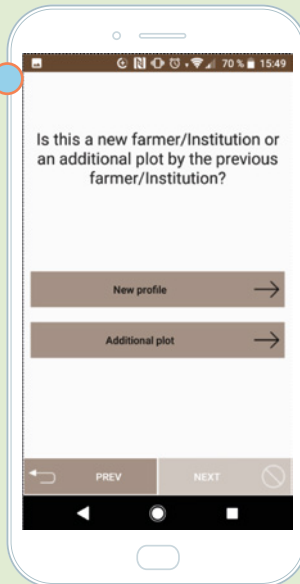 70 % 15:49
Is this a new farmer/Institution or
an additional plot by the previous
farmer/Institution?
New profile
Additional plot
PREV NEXT